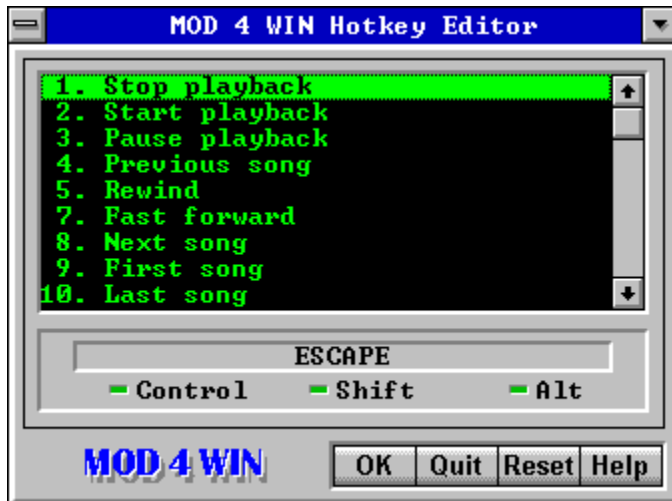 MOD 4 WIN Hotkey Editor
1. Stop playback
2. Start playback
3. Pause playback
4. Previous song
5. Rewind
7. Fast forward
8. Next song
9. First song
10. Last song
ESCAPE
Control Shift Alt
MOD 4 WIN OK Quit Reset Help